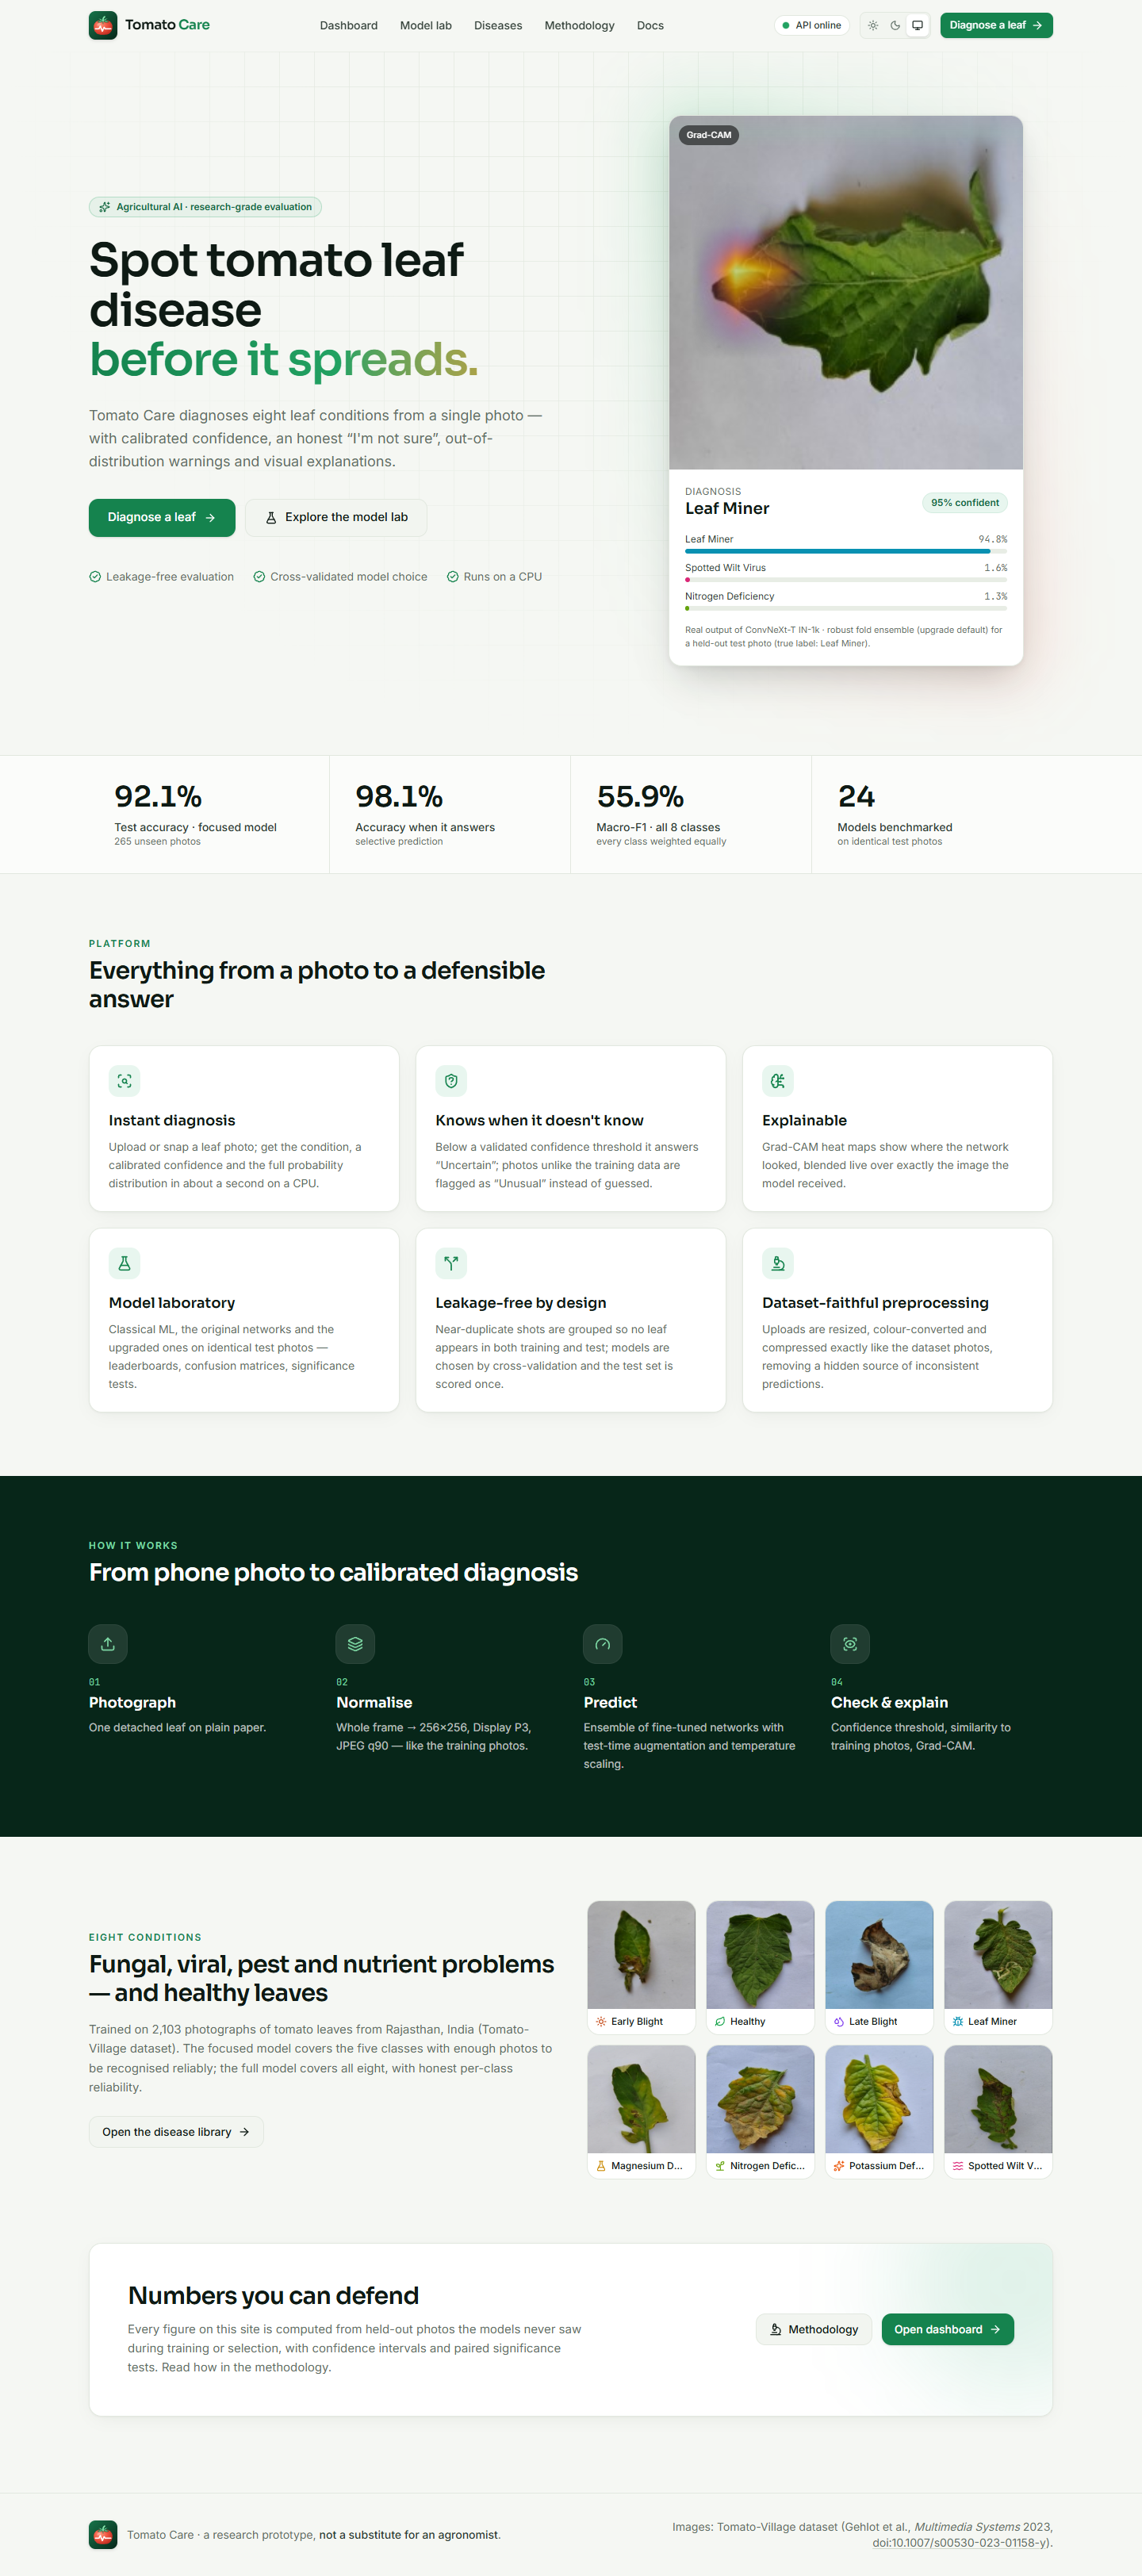 Tomato Care
Dashboard
Model lab
Diseases
Methodology
Docs
API online
Diagnose a leaf
Agricultural AI · research-grade evaluation
Spot tomato leaf
disease
before it spreads.
Tomato Care diagnoses eight leaf conditions from a single photo —
with calibrated confidence, an honest “I'm not sure”, out-of-
distribution warnings and visual explanations.
Diagnose a leaf
Explore the model lab
Leakage-free evaluation
Cross-validated model choice
Runs on a CPU
Grad-CAM
DIAGNOSIS
Leaf Miner
95% confident
Leaf Miner 94.8%
Spotted Wilt Virus 1.6%
Nitrogen Deficiency 1.3%
Real output of ConvNeXt-T IN-1k · robust fold ensemble (upgrade default) for
a held-out test photo (true label: Leaf Miner).
92.1%
Test accuracy · focused model
265 unseen photos
98.1%
Accuracy when it answers
selective prediction
55.9%
Macro-F1 · all 8 classes
every class weighted equally
24
Models benchmarked
on identical test photos
PLATFORM
Everything from a photo to a defensible
answer
Instant diagnosis
Upload or snap a leaf photo; get the condition, a
calibrated confidence and the full probability
distribution in about a second on a CPU.
Knows when it doesn't know
Below a validated confidence threshold it answers
“Uncertain”; photos unlike the training data are
flagged as “Unusual” instead of guessed.
Explainable
Grad-CAM heat maps show where the network
looked, blended live over exactly the image the
model received.
Model laboratory
Classical ML, the original networks and the
upgraded ones on identical test photos —
leaderboards, confusion matrices, significance
tests.
Leakage-free by design
Near-duplicate shots are grouped so no leaf
appears in both training and test; models are
chosen by cross-validation and the test set is
scored once.
Dataset-faithful preprocessing
Uploads are resized, colour-converted and
compressed exactly like the dataset photos,
removing a hidden source of inconsistent
predictions.
HOW IT WORKS
From phone photo to calibrated diagnosis
01
Photograph
One detached leaf on plain paper.
02
Normalise
Whole frame → 256×256, Display P3,
JPEG q90 — like the training photos.
03
Predict
Ensemble of fine-tuned networks with
test-time augmentation and temperature
scaling.
04
Check & explain
Confidence threshold, similarity to
training photos, Grad-CAM.
EIGHT CONDITIONS
Fungal, viral, pest and nutrient problems
— and healthy leaves
Trained on 2,103 photographs of tomato leaves from Rajasthan, India (Tomato-
Village dataset). The focused model covers the five classes with enough photos to
be recognised reliably; the full model covers all eight, with honest per-class
reliability.
Open the disease library
Early Blight
Healthy
Late Blight
Leaf Miner
Magnesium D...
Nitrogen Defic...
Potassium Def...
Spotted Wilt V...
Numbers you can defend
Every figure on this site is computed from held-out photos the models never saw
during training or selection, with confidence intervals and paired significance
tests. Read how in the methodology.
Methodology
Open dashboard
Tomato Care · a research prototype, not a substitute for an agronomist.
Images: Tomato-Village dataset (Gehlot et al., Multimedia Systems 2023,
doi:10.1007/s00530-023-01158-y).